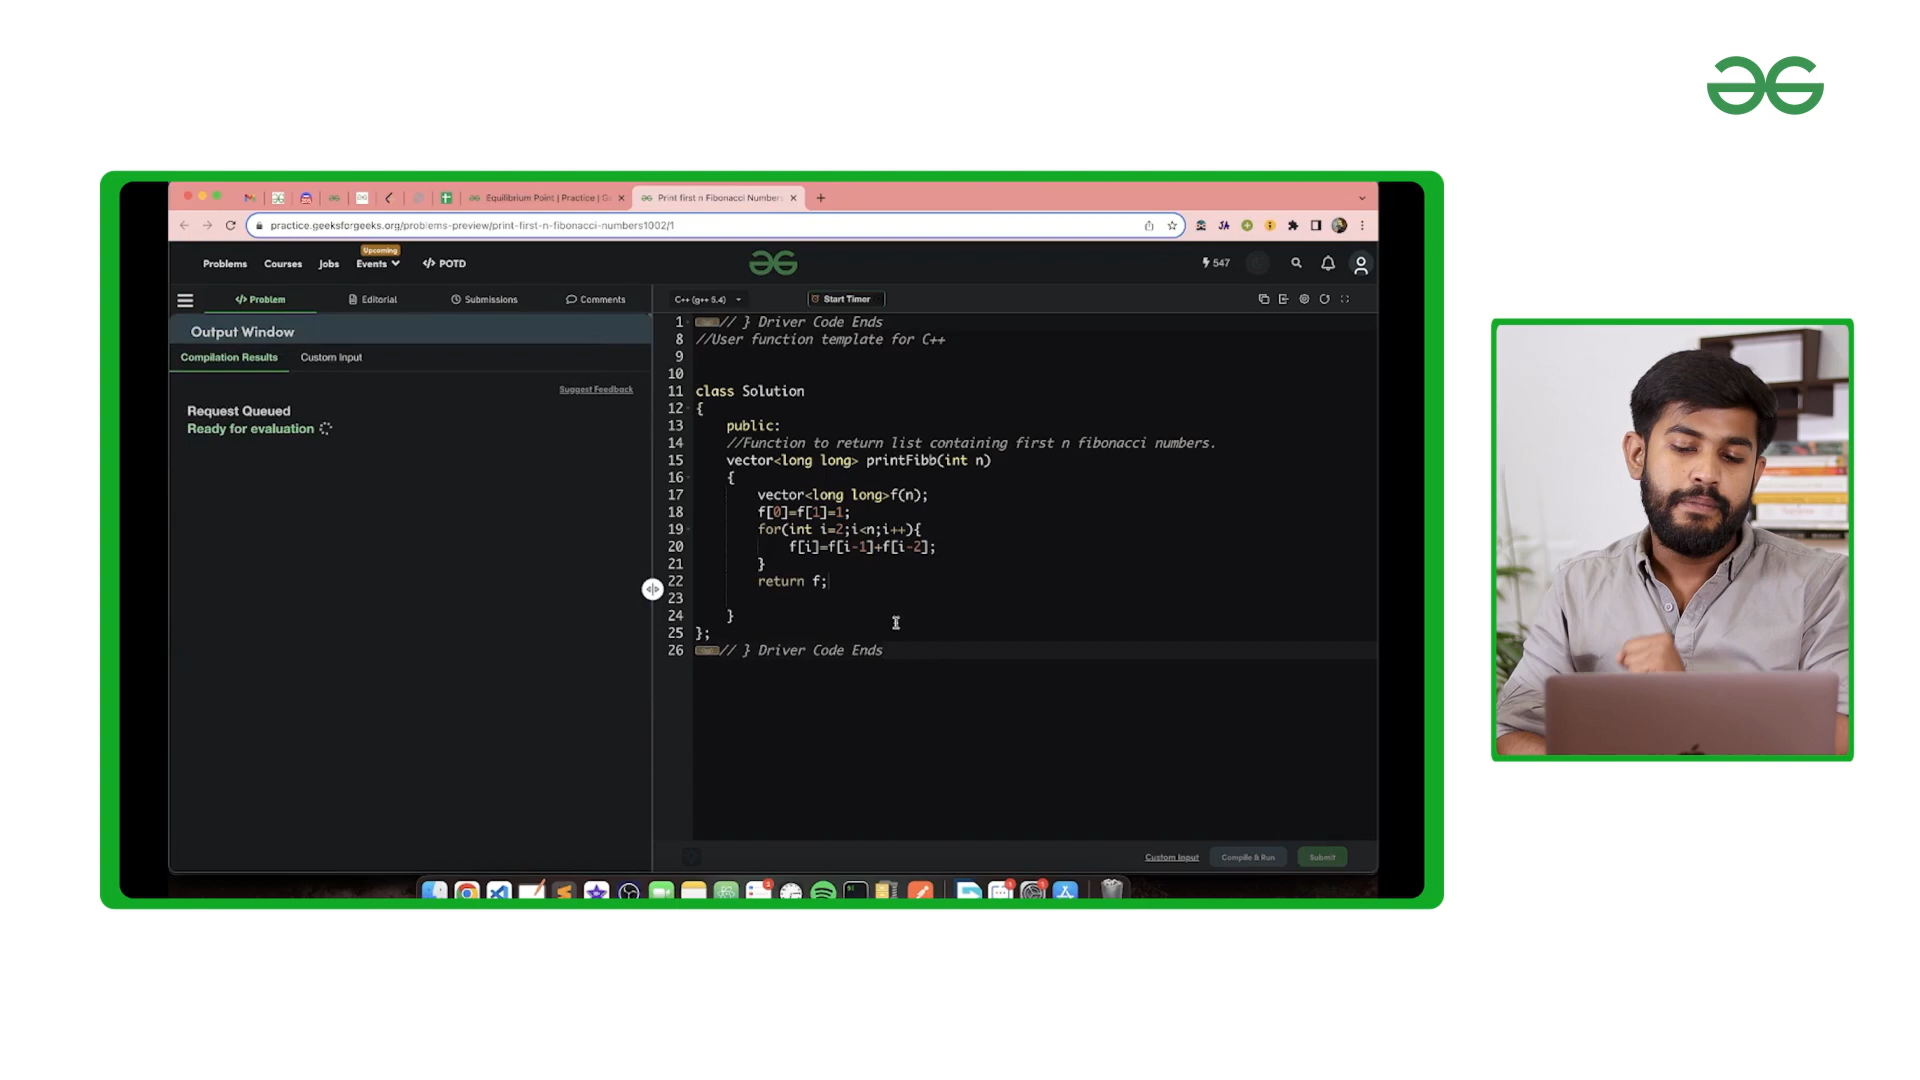 Equilibrium Point | Practice | G
Print first n Fibonacci Numbers
practice.geeksforgeeks.org/problems-preview/print-first-n-fibonacci-numbers1002/1
Problems Courses Jobs Upcoming Events </> POTD
547
</> Problem Editorial Submissions Comments
C++ (g++ 5.4) Start Timer
Output Window
Compilation Results Custom Input
Suggest Feedback
Request Queued
Ready for evaluation
1 // } Driver Code Ends
8 //User function template for C++
9
10
11 class Solution
12 {
13 public:
14 //Function to return list containing first n fibonacci numbers.
15 vector<long long> printFibb(int n)
16 {
17 vector<long long>f(n);
18 f[0]=f[1]=1;
19 for(int i=2;i<n;i++){
20 f[i]=f[i-1]+f[i-2];
21 }
22 return f;
23
24 }
25 };
26 // } Driver Code Ends
Custom Input Compile & Run Submit